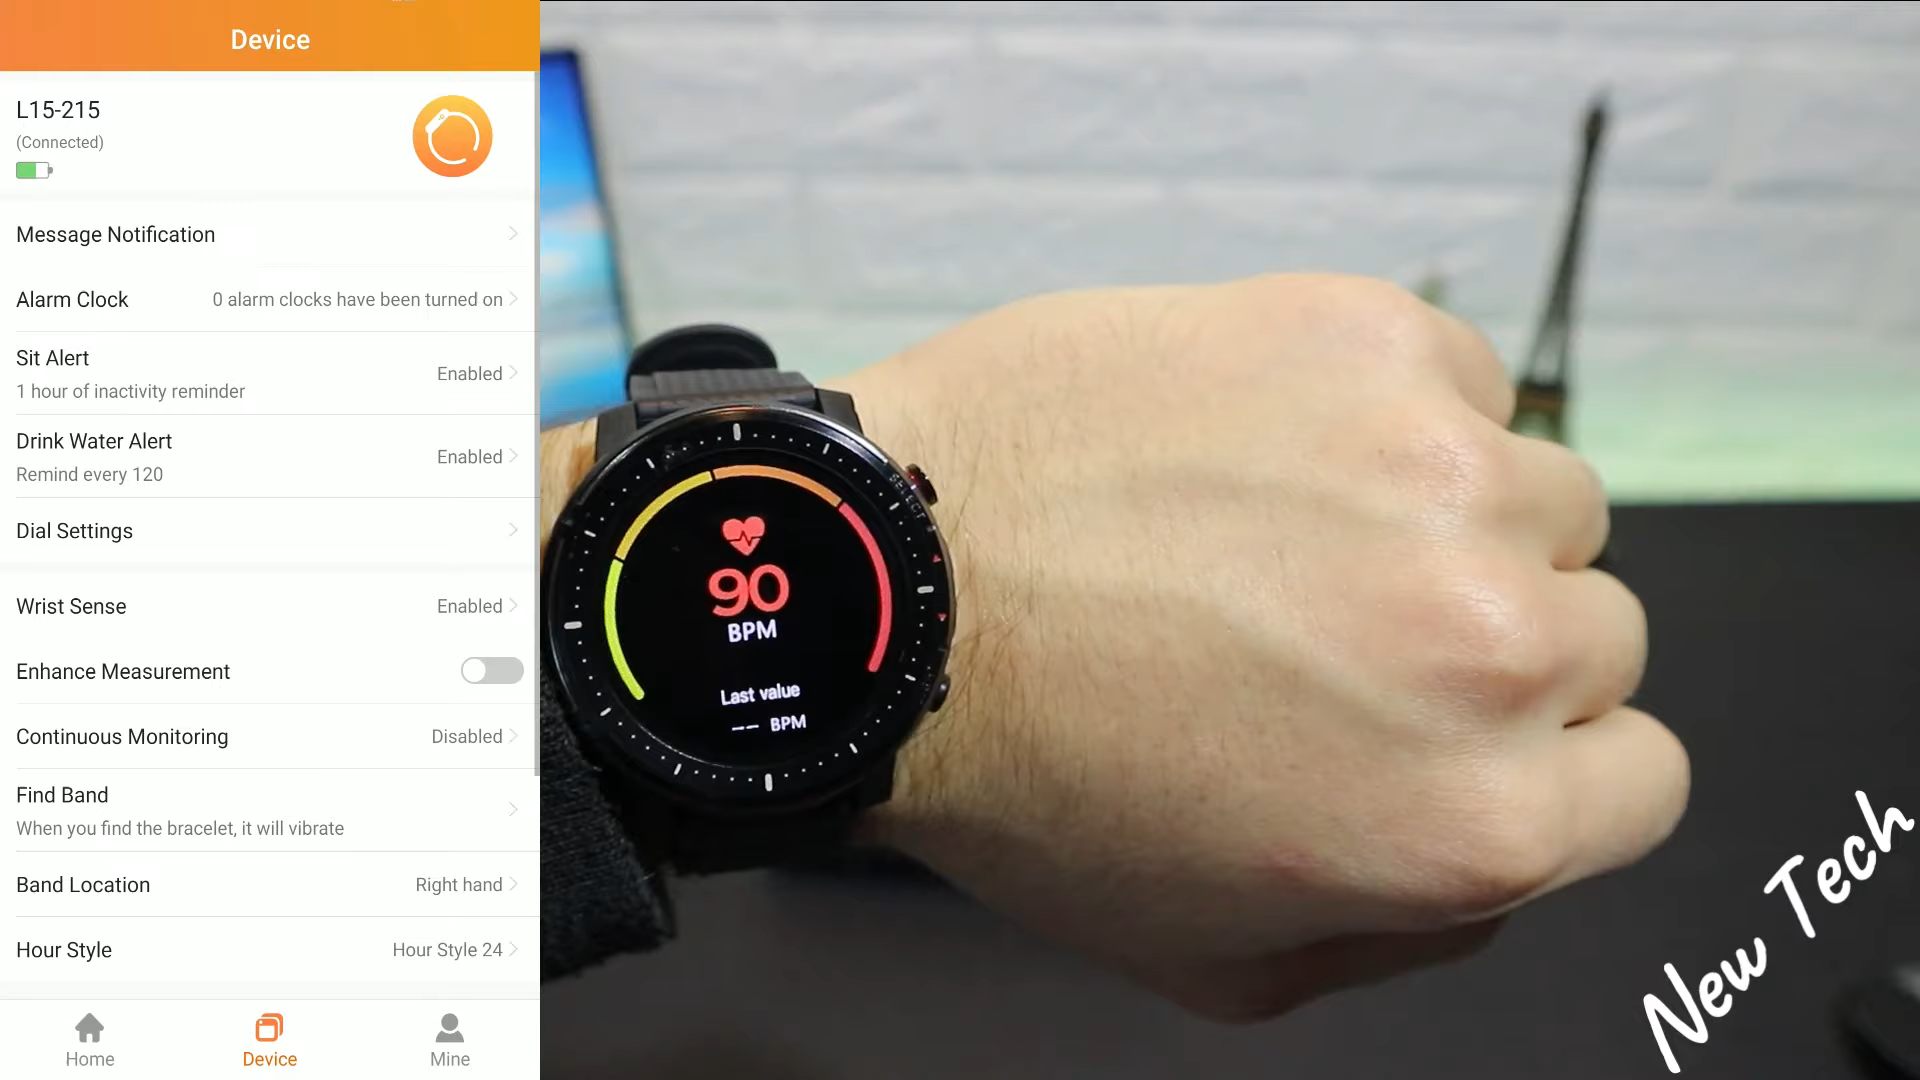 Device
L15-215
(Connected)
Message Notification
Alarm Clock 0 alarm clocks have been turned on
Sit Alert
1 hour of inactivity reminder
Enabled
Drink Water Alert
Remind every 120
Enabled
Dial Settings
Wrist Sense Enabled
Enhance Measurement
Continuous Monitoring Disabled
Find Band
When you find the bracelet, it will vibrate
Band Location Right hand
Hour Style Hour Style 24
Home Device Mine
SELECT
90
BPM
Last value
-- BPM
New Tech